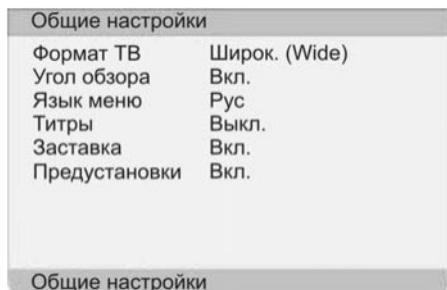 Общие настройки
Формат ТВ Широк. (Wide)
Угол обзора Вкл.
Язык меню Рус
Титры Выкл.
Заставка Вкл.
Предустановки Вкл.
Общие настройки